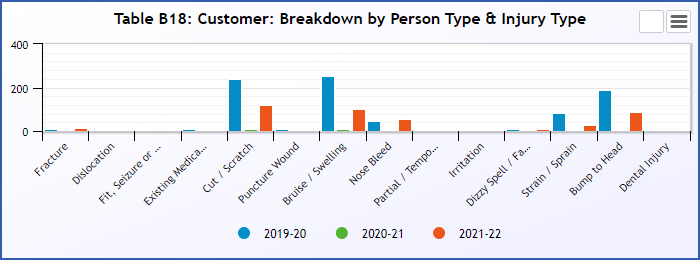 Table B18: Customer: Breakdown by Person Type & Injury Type
400
200
0
Fracture
Dislocation
Fit, Seizure or ...
Existing Medica...
Cut / Scratch
Puncture Wound
Bruise / Swelling
Nose Bleed
Partial / Tempo...
Irritation
Dizzy Spell / Fa...
Strain / Sprain
Bump to Head
Dental Injury
2019-20
2020-21
2021-22